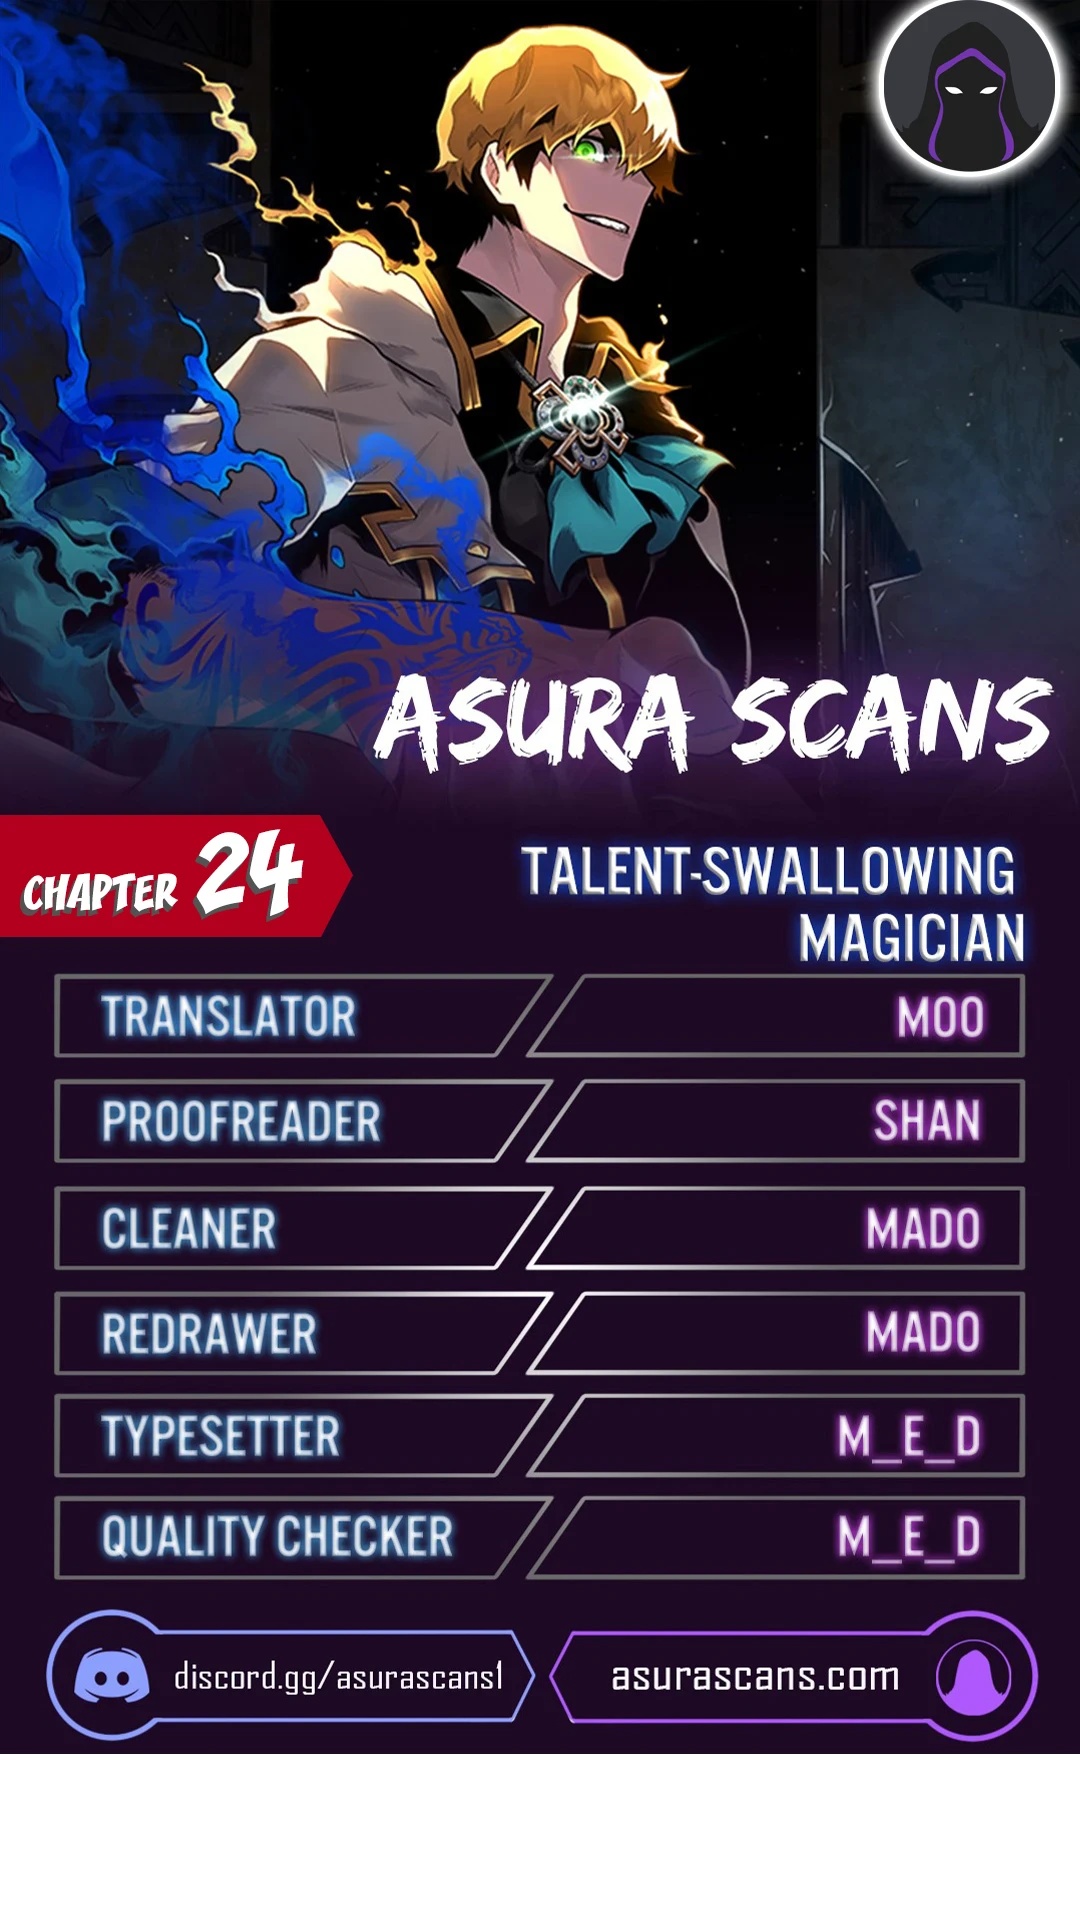 ASURA SCANS
CHAPTER 24
TALENT-SWALLOWING
MAGICIAN
TRANSLATOR MOO
PROOFREADER SHAN
CLEANER MADO
REDRAWER MADO
TYPESETTER M_E_D
QUALITY CHECKER M_E_D
discord.gg/asurascans1 asurascans.com